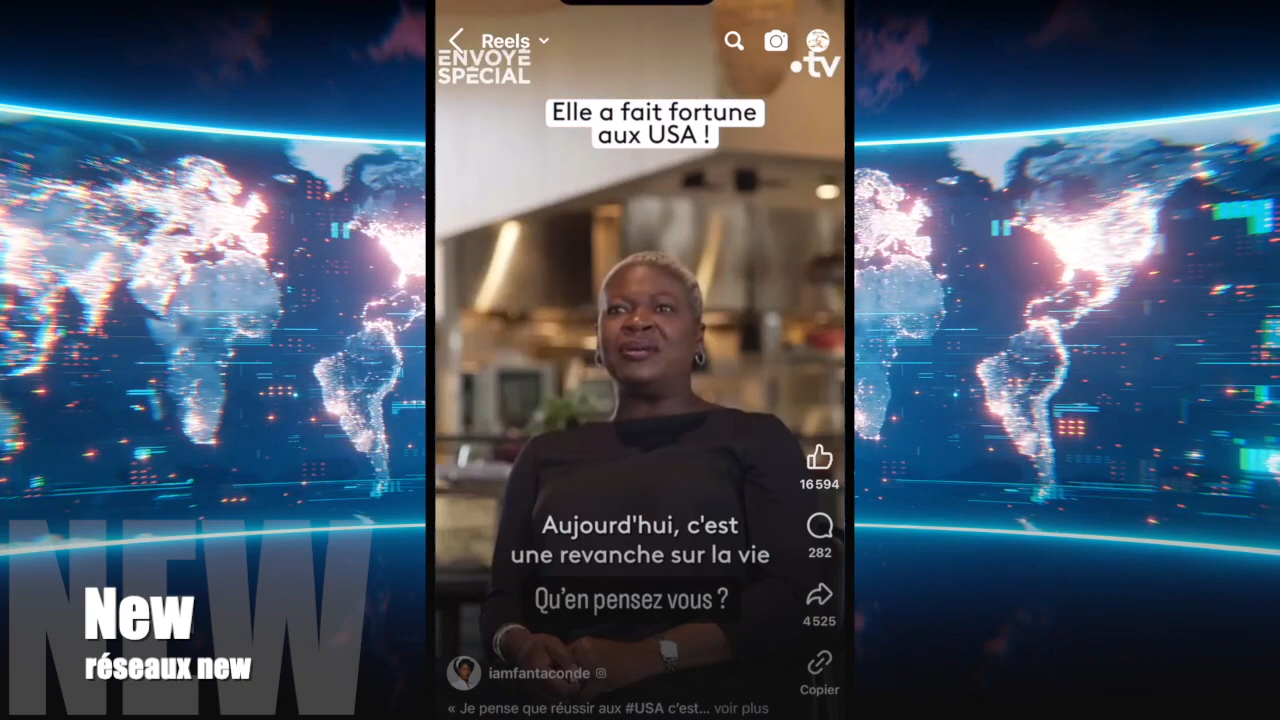 Reels
ENVOYÉ
SPÉCIAL
•tv
Elle a fait fortune
aux USA !
16 594
Aujourd'hui, c'est
une revanche sur la vie
282
Qu'en pensez vous ?
4 525
NEW
New
réseaux new
iamfantaconde
Copier
« Je pense que réussir aux #USA c'est... voir plus